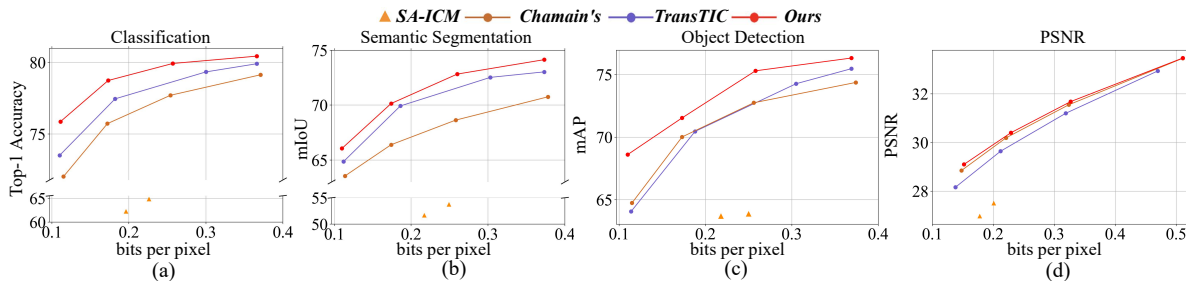 SA-ICM Chamain's TransTIC Ours
Classification
Top-1 Accuracy
80
75
65
60
0.1 0.2 0.3 0.4
bits per pixel
(a)
Semantic Segmentation
mIoU
75
70
65
55
50
0.1 0.2 0.3 0.4
bits per pixel
(b)
Object Detection
mAP
75
70
65
0.1 0.2 0.3 0.4
bits per pixel
(c)
PSNR
PSNR
32
30
28
0.1 0.2 0.3 0.4 0.5
bits per pixel
(d)